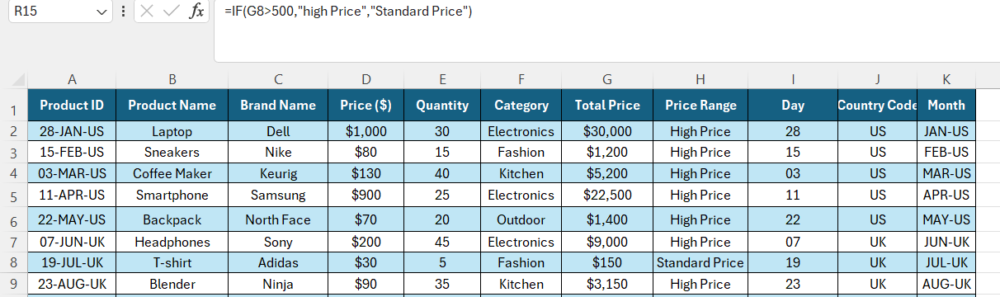 R15 fx =IF(G8>500,"high Price","Standard Price")
A B C D E F G H I J K
1 Product ID Product Name Brand Name Price ($) Quantity Category Total Price Price Range Day Country Code Month
2 28-JAN-US Laptop Dell $1,000 30 Electronics $30,000 High Price 28 US JAN-US
3 15-FEB-US Sneakers Nike $80 15 Fashion $1,200 High Price 15 US FEB-US
4 03-MAR-US Coffee Maker Keurig $130 40 Kitchen $5,200 High Price 03 US MAR-US
5 11-APR-US Smartphone Samsung $900 25 Electronics $22,500 High Price 11 US APR-US
6 22-MAY-US Backpack North Face $70 20 Outdoor $1,400 High Price 22 US MAY-US
7 07-JUN-UK Headphones Sony $200 45 Electronics $9,000 High Price 07 UK JUN-UK
8 19-JUL-UK T-shirt Adidas $30 5 Fashion $150 Standard Price 19 UK JUL-UK
9 23-AUG-UK Blender Ninja $90 35 Kitchen $3,150 High Price 23 UK AUG-UK